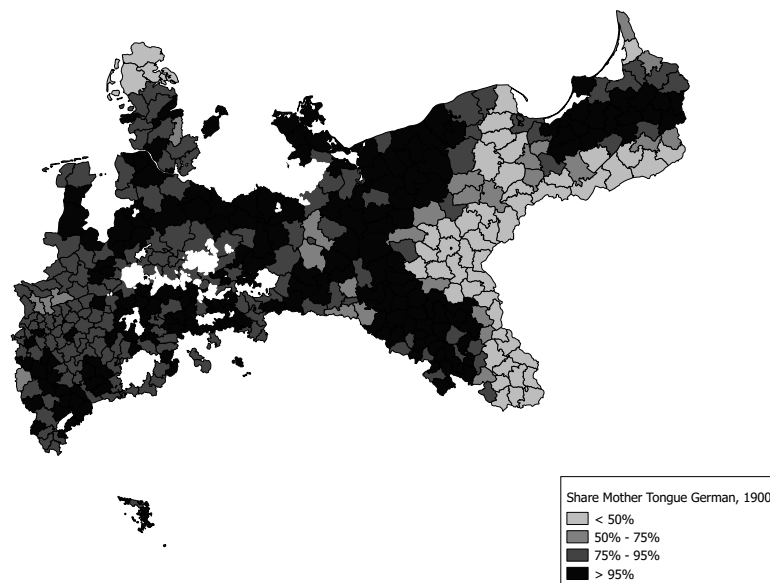 Share Mother Tongue German, 1900
< 50%
50% - 75%
75% - 95%
> 95%